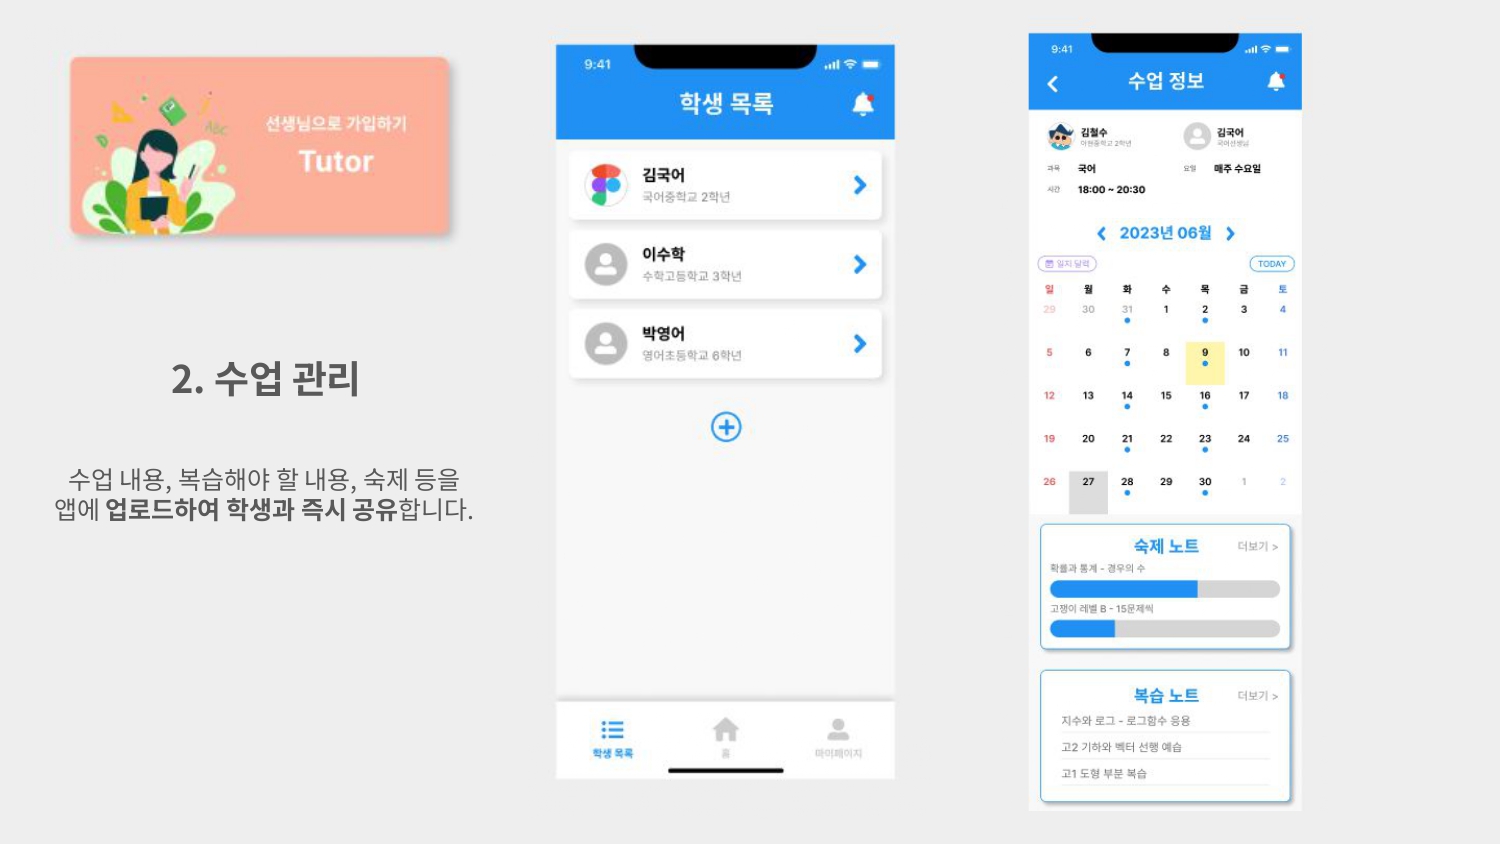 선생님으로 가입하기
Tutor
ABC
2. 수업 관리
수업 내용, 복습해야 할 내용, 숙제 등을
앱에 업로드하여 학생과 즉시 공유합니다.
9:41
학생 목록
김국어
국어중학교 2학년
이수학
수학고등학교 3학년
박영어
영어초등학교 6학년
학생 목록
홈
마이페이지
9:41
수업 정보
김철수
김국어
국어선생님
과목 국어
요일 매주 수요일
시간 18:00 ~ 20:30
2023년 06월
일지 달력
TODAY
일 월 화 수 목 금 토
29 30 31 1 2 3 4
5 6 7 8 9 10 11
12 13 14 15 16 17 18
19 20 21 22 23 24 25
26 27 28 29 30 1 2
숙제 노트
더보기 >
확률과 통계 - 경우의 수
고쟁이 레벨 B - 15문제씩
복습 노트
더보기 >
지수와 로그 - 로그함수 응용
고2 기하와 벡터 선행 예습
고1 도형 부분 복습